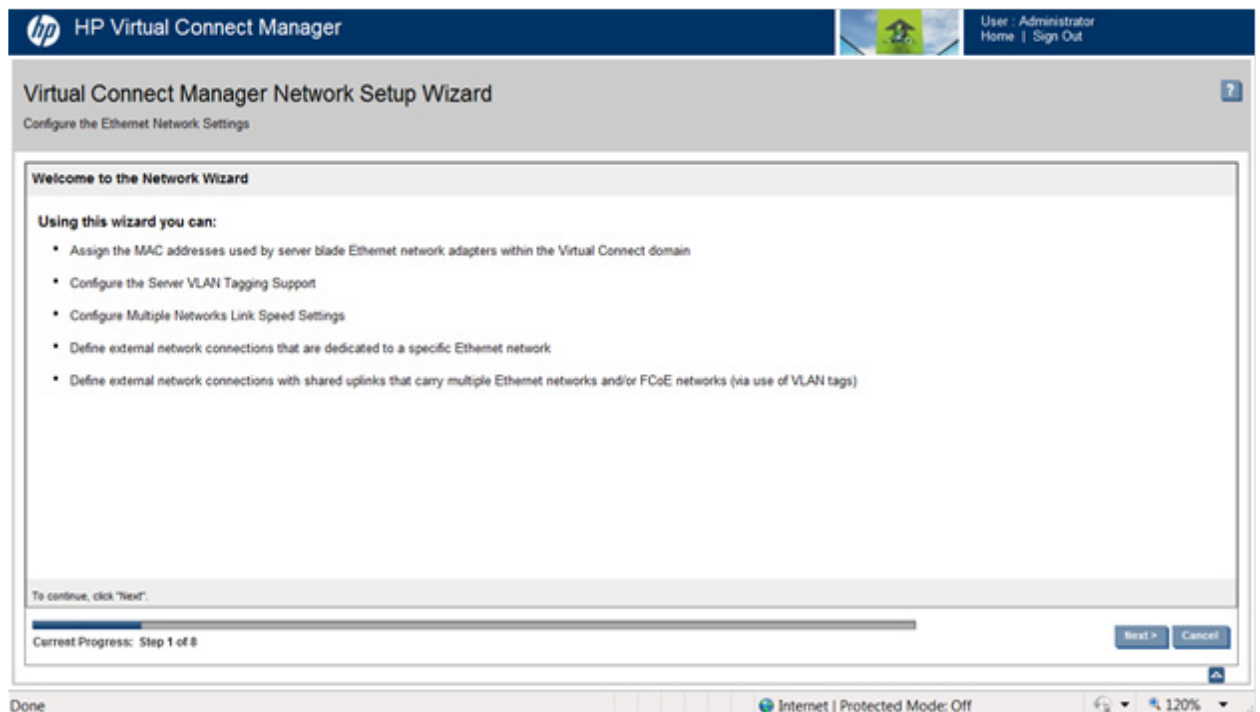 hp HP Virtual Connect Manager
User : Administrator
Home | Sign Out
Virtual Connect Manager Network Setup Wizard
?
Configure the Ethernet Network Settings
Welcome to the Network Wizard
Using this wizard you can:
• Assign the MAC addresses used by server blade Ethernet network adapters within the Virtual Connect domain
• Configure the Server VLAN Tagging Support
• Configure Multiple Networks Link Speed Settings
• Define external network connections that are dedicated to a specific Ethernet network
• Define external network connections with shared uplinks that carry multiple Ethernet networks and/or FCoE networks (via use of VLAN tags)
To continue, click "Next".
Current Progress: Step 1 of 8
Next > Cancel
Done
Internet | Protected Mode: Off
120%